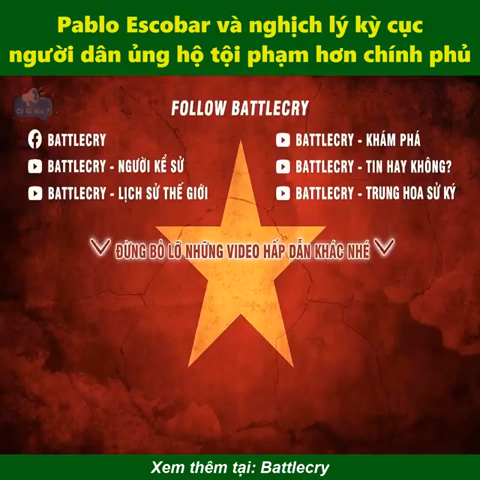 Pablo Escobar và nghịch lý kỳ cục
người dân ủng hộ tội phạm hơn chính phủ
FOLLOW BATTLECRY
BATTLECRY
BATTLECRY - KHÁM PHÁ
BATTLECRY - NGƯỜI KỂ SỬ
BATTLECRY - TIN HAY KHÔNG?
BATTLECRY - LỊCH SỬ THẾ GIỚI
BATTLECRY - TRUNG HOA SỬ KÝ
ĐỪNG BỎ LỠ NHỮNG VIDEO HẤP DẪN KHÁC NHÉ
Xem thêm tại: Battlecry